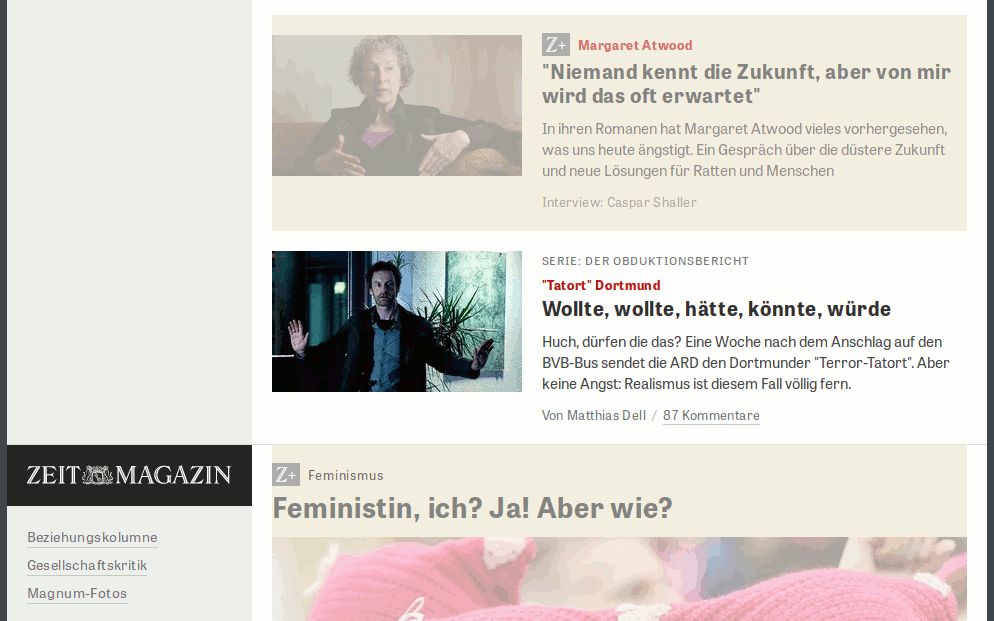 Z+ Margaret Atwood
"Niemand kennt die Zukunft, aber von mir
wird das oft erwartet"
In ihren Romanen hat Margaret Atwood vieles vorhergesehen,
was uns heute ängstigt. Ein Gespräch über die düstere Zukunft
und neue Lösungen für Ratten und Menschen
Interview: Caspar Shaller
SERIE: DER OBDUKTIONSBERICHT
"Tatort" Dortmund
Wollte, wollte, hätte, könnte, würde
Huch, dürfen die das? Eine Woche nach dem Anschlag auf den
BVB-Bus sendet die ARD den Dortmunder "Terror-Tatort". Aber
keine Angst: Realismus ist diesem Fall völlig fern.
Von Matthias Dell / 87 Kommentare
ZEIT MAGAZIN
Beziehungskolumne
Gesellschaftskritik
Magnum-Fotos
Z+ Feminismus
Feministin, ich? Ja! Aber wie?